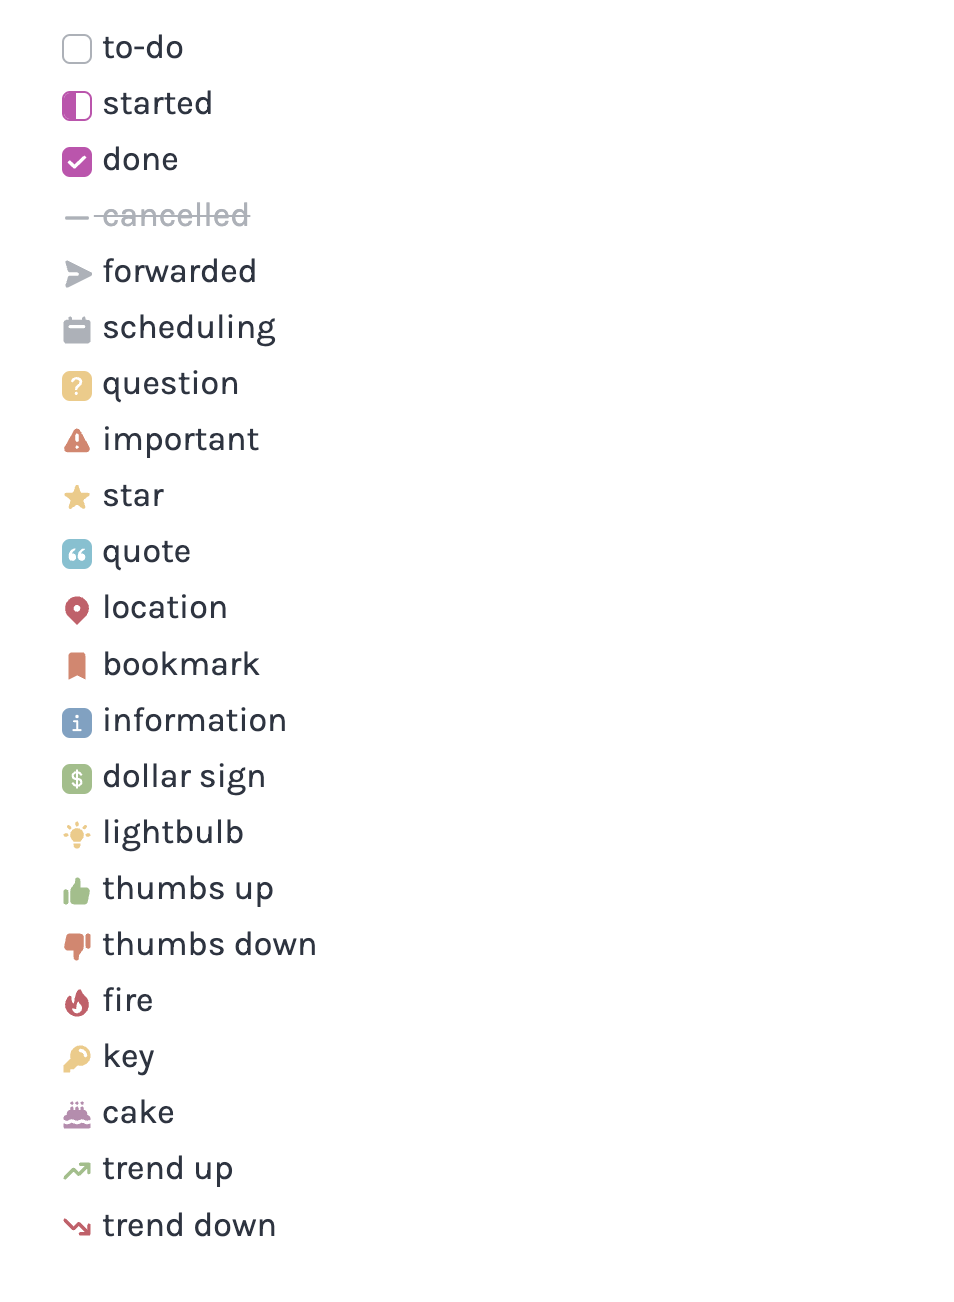 to-do
started
done
cancelled
forwarded
scheduling
question
important
star
quote
location
bookmark
information
dollar sign
lightbulb
thumbs up
thumbs down
fire
key
cake
trend up
trend down